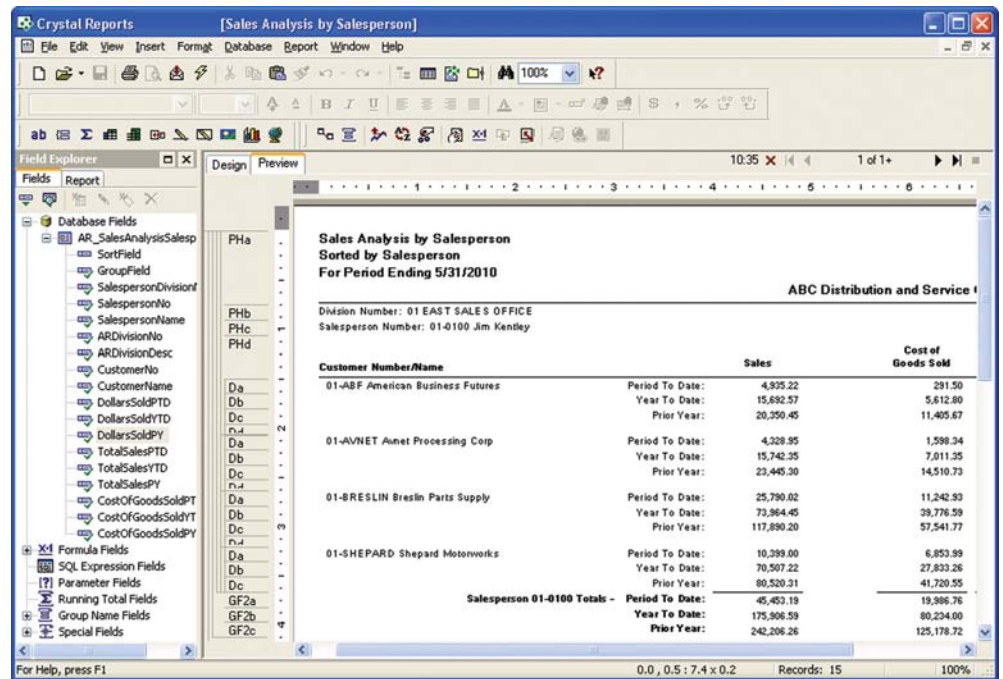 Crystal Reports [Sales Analysis by Salesperson]
File Edit View Insert Format Database Report Window Help
100%
B I U A $ , %
ab Σ
Field Explorer
Design Preview 10:35 1 of 1+
Fields Report
1 2 3 4 5 6
Database Fields
AR_SalesAnalysisSalesp
SortField
GroupField
SalespersonDivision
SalespersonNo
SalespersonName
ARDivisionNo
ARDivisionDesc
CustomerNo
CustomerName
DollarsSoldPTD
DollarsSoldYTD
DollarsSoldPY
TotalSalesPTD
TotalSalesYTD
TotalSalesPY
CostOfGoodsSoldPT
CostOfGoodsSoldYT
CostOfGoodsSoldPY
Formula Fields
SQL Expression Fields
Parameter Fields
Running Total Fields
Group Name Fields
Special Fields
PHa
Sales Analysis by Salesperson
Sorted by Salesperson
For Period Ending 5/31/2010
ABC Distribution and Service
PHb Division Number: 01 EAST SALES OFFICE
PHc Salesperson Number: 01-0100 Jim Kentley
PHd
Customer Number/Name Sales Cost of Goods Sold
Da 01-ABF American Business Futures Period To Date: 4,935.22 291.50
Db Year To Date: 15,692.57 5,612.80
Dc Prior Year: 20,350.45 11,405.67
Dd
Da 01-AVNET Avnet Processing Corp Period To Date: 4,328.95 1,598.34
Db Year To Date: 15,742.35 7,011.35
Dc Prior Year: 23,445.30 14,510.73
Dd
Da 01-BRESLIN Breslin Parts Supply Period To Date: 25,790.02 11,242.93
Db Year To Date: 73,964.45 39,776.59
Dc Prior Year: 117,890.20 57,541.77
Dd
Da 01-SHEPARD Shepard Motorworks Period To Date: 10,399.00 6,853.99
Db Year To Date: 70,507.22 27,833.26
Dc Prior Year: 80,520.31 41,720.55
GF2a Salesperson 01-0100 Totals - Period To Date: 45,453.19 19,986.76
GF2b Year To Date: 175,906.59 80,234.00
GF2c Prior Year: 242,206.26 125,178.72
For Help, press F1 0.0 , 0.5 : 7.4 x 0.2 Records: 15 100%